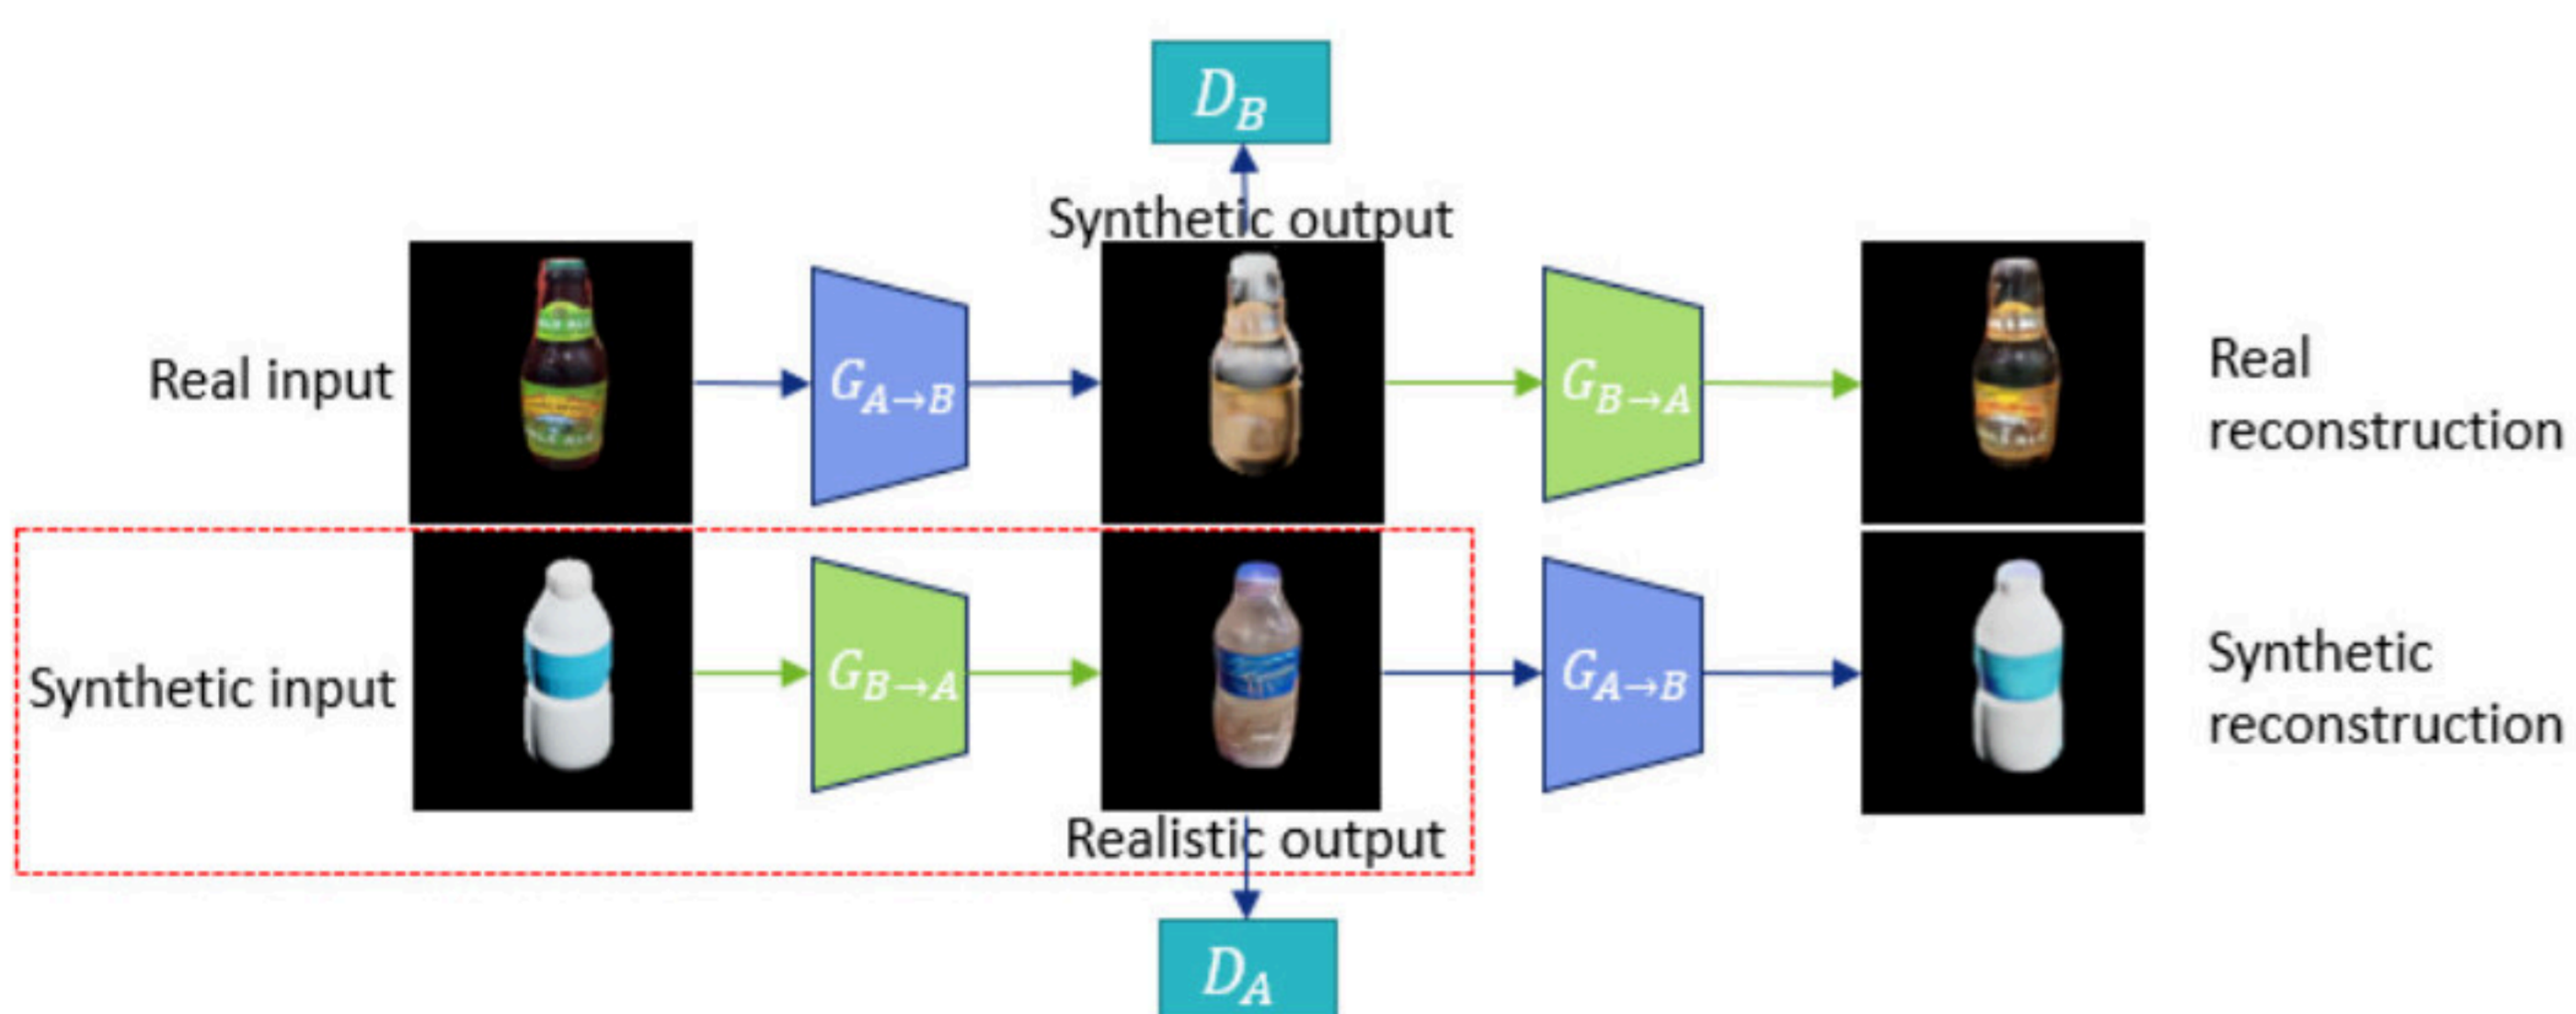 D_B
Synthetic output
Real input
G_{A→B}
G_{B→A}
Real
reconstruction
Synthetic input
G_{B→A}
G_{A→B}
Synthetic
reconstruction
Realistic output
D_A